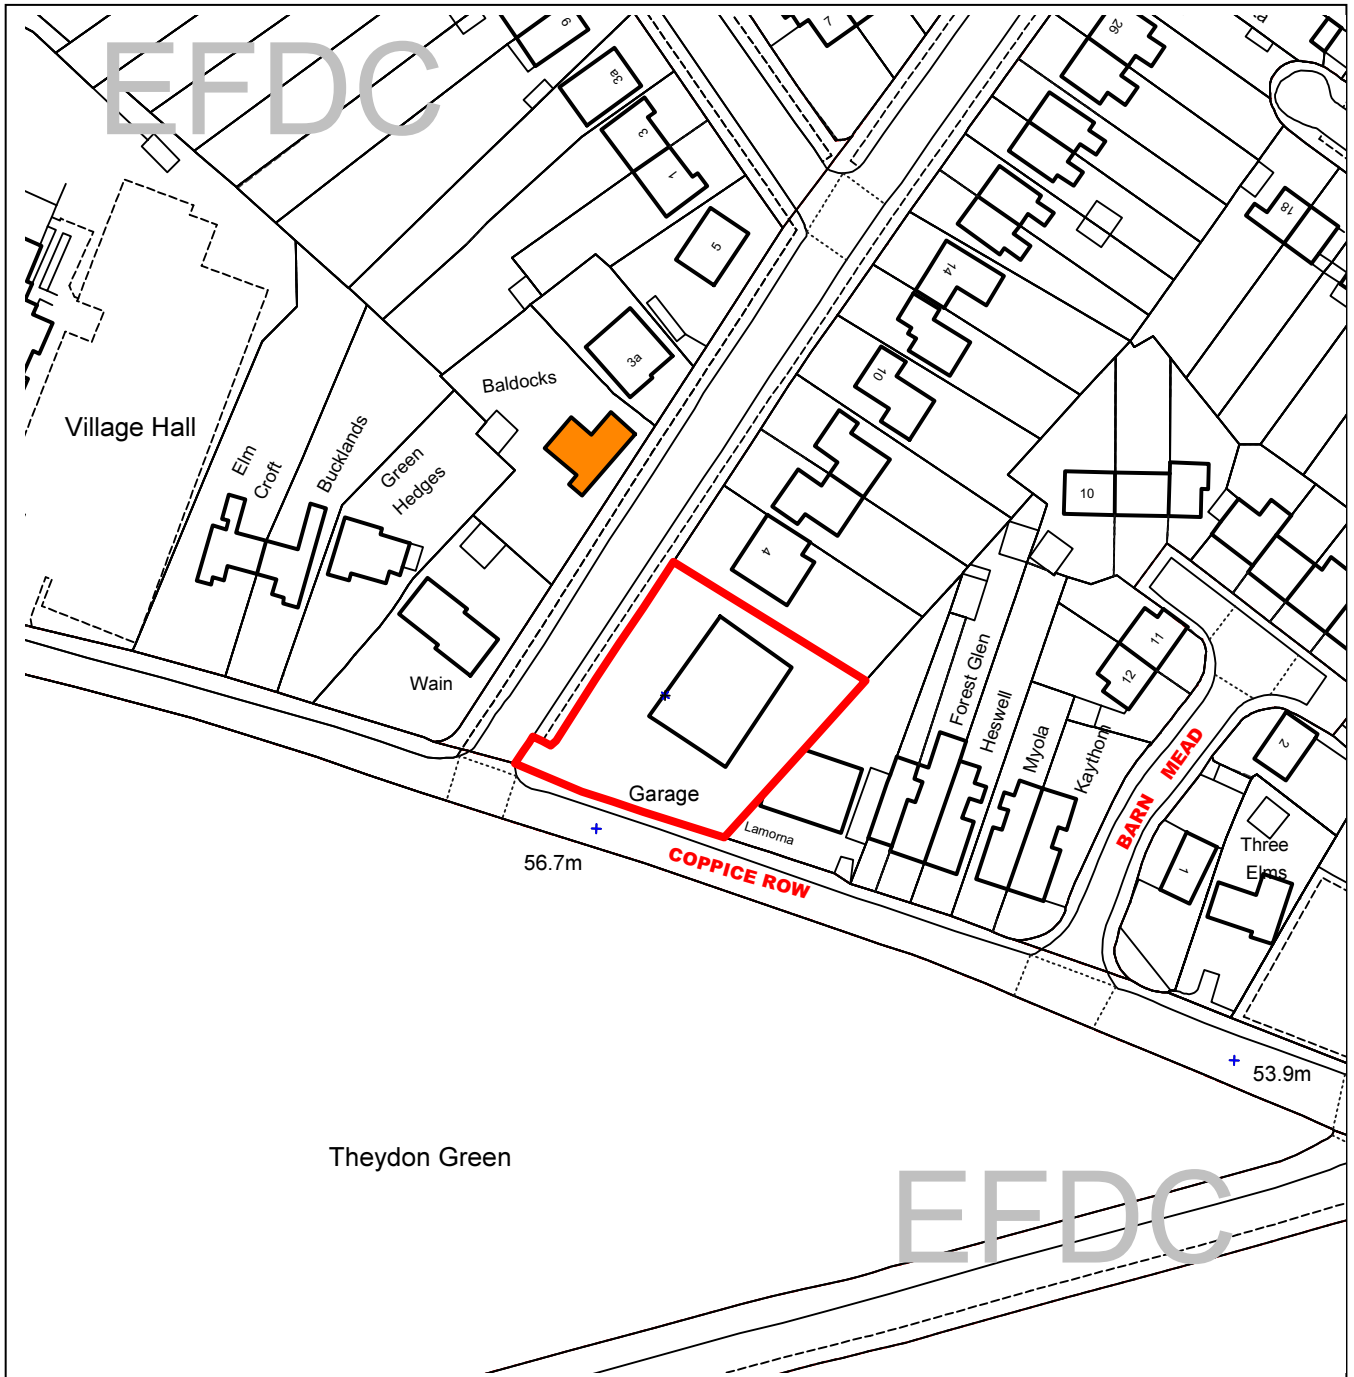 EFDC
6
3a
3
1
7
26
5
18
14
3a
Baldocks
10
Village Hall
Elm
Croft
Bucklands
Green
Hedges
10
4
11
12
Wain
Forest Glen
Heswell
Myola
Kaythom
BARN MEAD
2
Garage
Lamorna
COPPICE ROW
56.7m
1
Three
Elms
53.9m
Theydon Green
EFDC